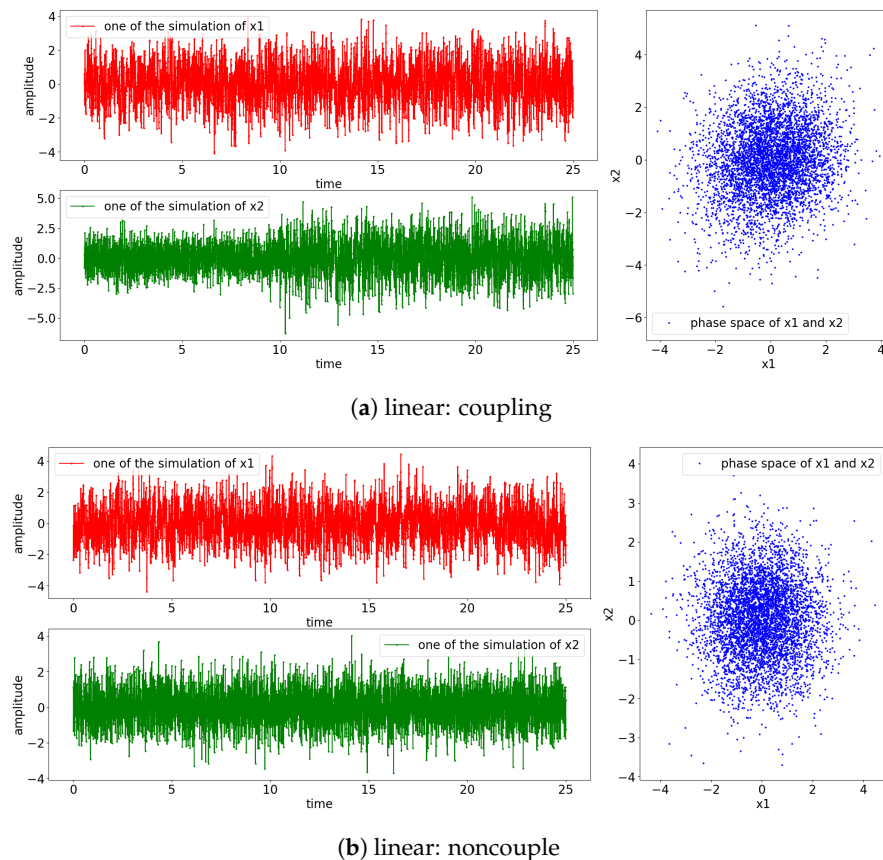 one of the simulation of x1
amplitude
4
2
0
−2
−4
0 5 10 15 20 25
time
one of the simulation of x2
amplitude
5.0
2.5
0.0
−2.5
−5.0
0 5 10 15 20 25
time
x2
4
2
0
−2
−4
−6
phase space of x1 and x2
−4 −2 0 2 4
x1
(a) linear: coupling
one of the simulation of x1
amplitude
4
2
0
−2
−4
0 5 10 15 20 25
time
one of the simulation of x2
amplitude
4
2
0
−2
−4
0 5 10 15 20 25
time
phase space of x1 and x2
x2
4
3
2
1
0
−1
−2
−3
−4
−4 −2 0 2 4
x1
(b) linear: noncouple